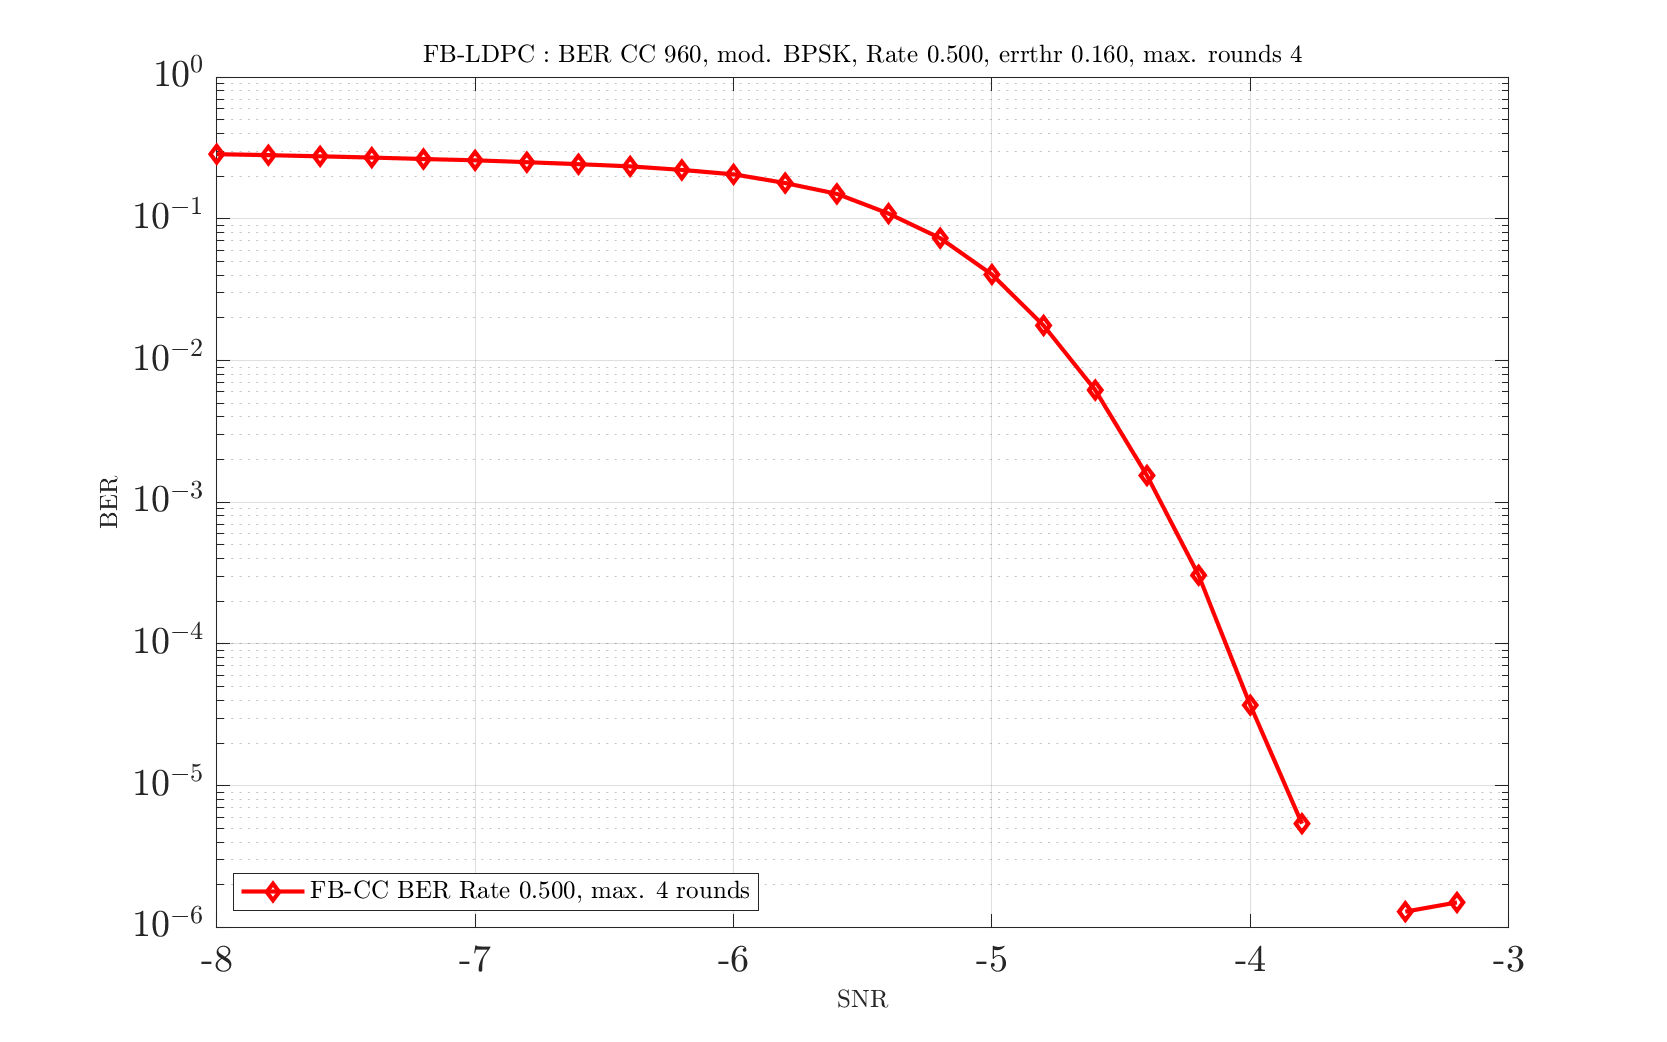 FB-LDPC : BER CC 960, mod. BPSK, Rate 0.500, errthr 0.160, max. rounds 4
10^0
10^-1
10^-2
10^-3
10^-4
10^-5
10^-6
BER
FB-CC BER Rate 0.500, max. 4 rounds
-8 -7 -6 -5 -4 -3
SNR